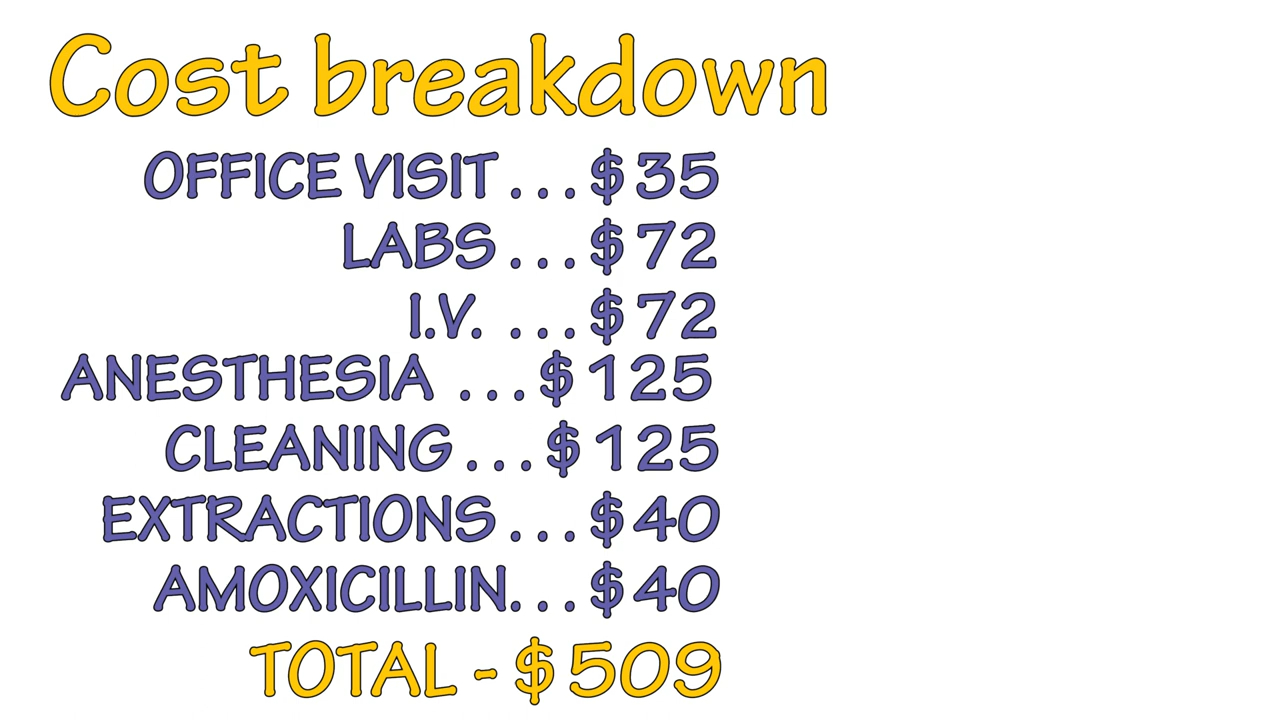 Cost breakdown
OFFICE VISIT . . . $35
LABS . . . $72
I.V. . . . $72
ANESTHESIA . . . $125
CLEANING . . . $125
EXTRACTIONS . . . $40
AMOXICILLIN. . . $40
TOTAL - $509